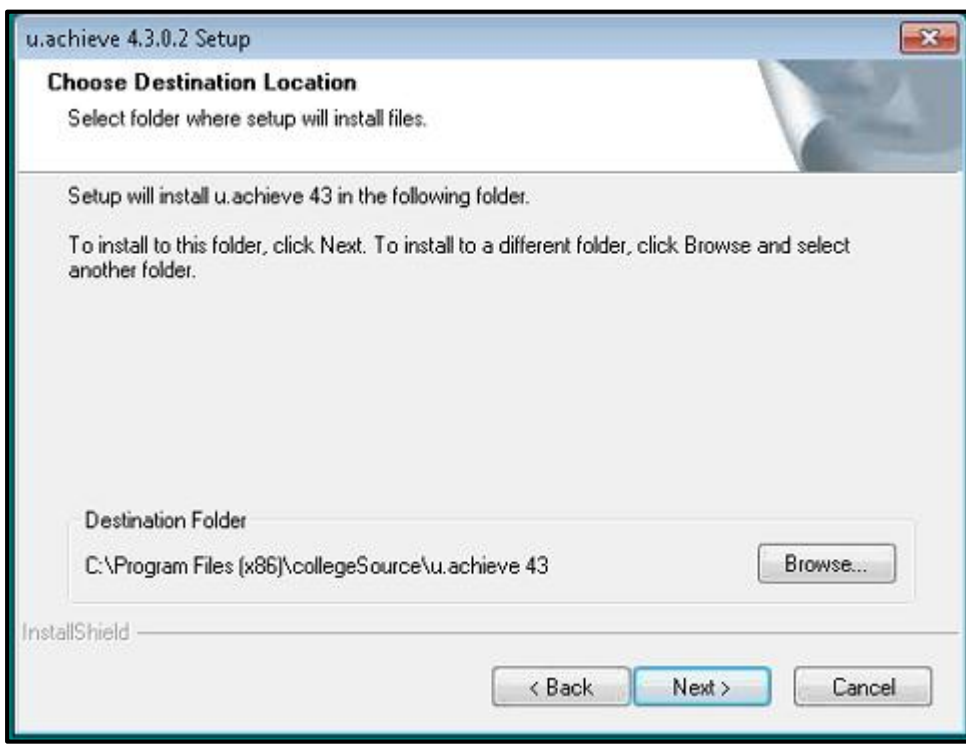 u.achieve 4.3.0.2 Setup
Choose Destination Location
Select folder where setup will install files.
Setup will install u.achieve 43 in the following folder.
To install to this folder, click Next. To install to a different folder, click Browse and select
another folder.
Destination Folder
C:\Program Files (x86)\collegeSource\u.achieve 43
Browse...
InstallShield
< Back
Next >
Cancel